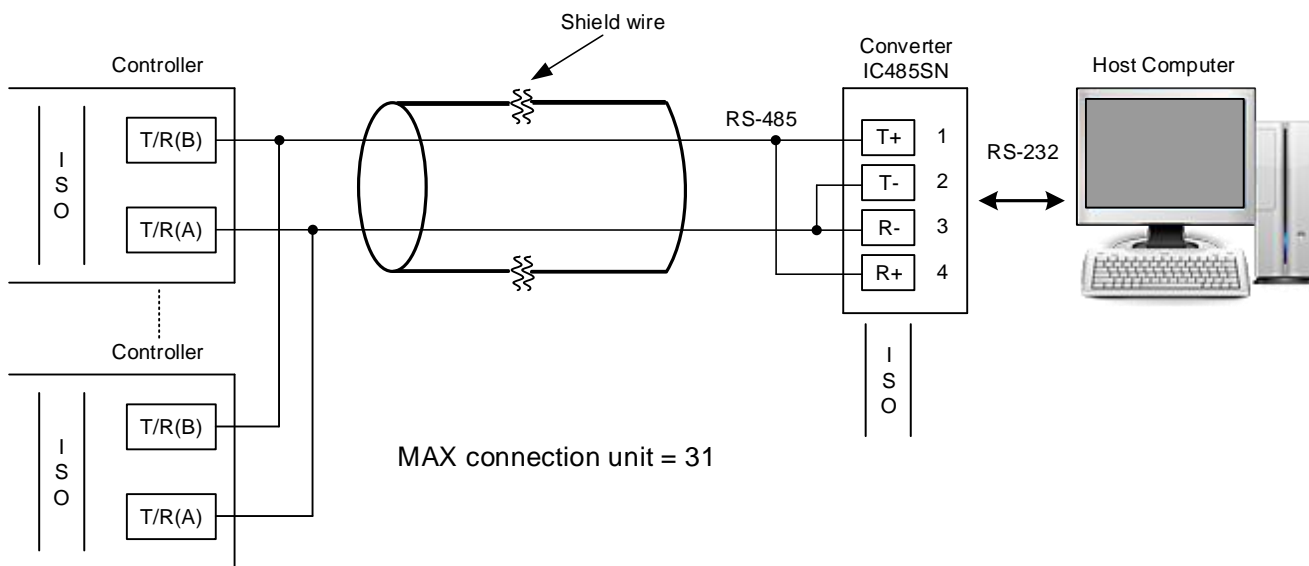 Shield wire
Controller
Converter
IC485SN
Host Computer
I
S
O
T/R(B)
T/R(A)
RS-485
T+ 1
T- 2
R- 3
R+ 4
RS-232
I
S
O
Controller
I
S
O
T/R(B)
T/R(A)
MAX connection unit = 31